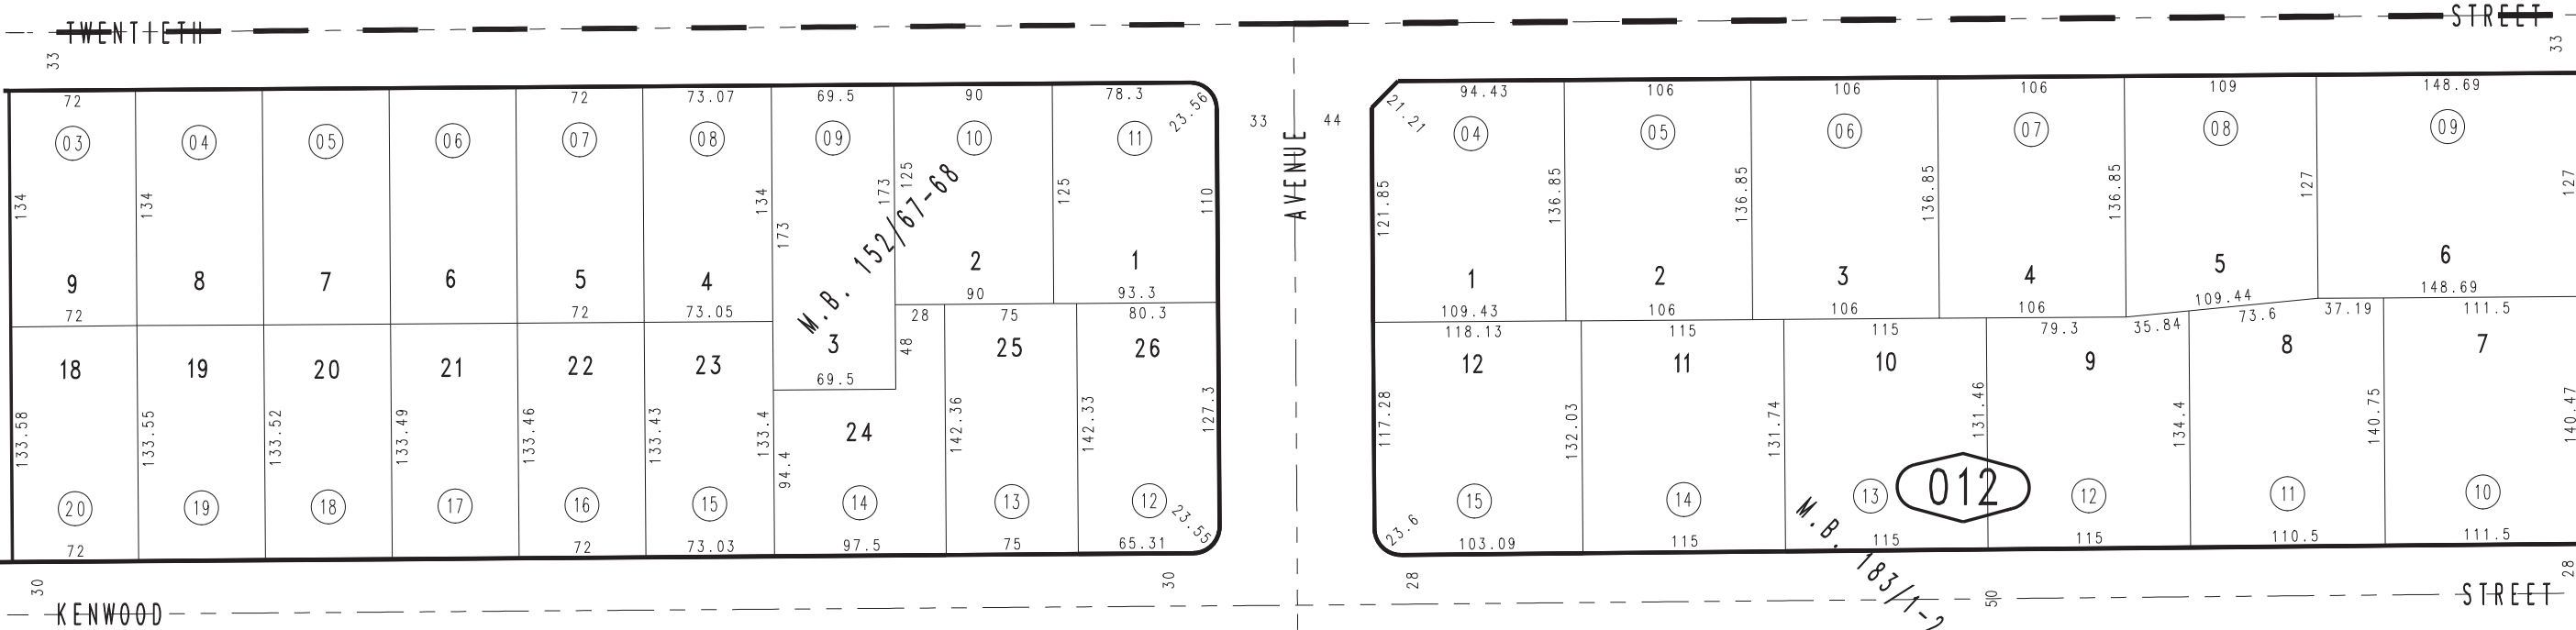 TWENTIETH STREET
33 33
72 72 73.07 69.5 90 78.3 23.56
03 04 05 06 07 08 09 10 11
134 134 134 173 173 125 125 110
M.B. 152/67-68
9 8 7 6 5 4 3 2 1
72 72 73.05 69.5 90 93.3
28 75 80.3
48
18 19 20 21 22 23 24 25 26
133.58 133.55 133.52 133.49 133.46 133.43 133.4 94.4 142.36 142.33 127.3
20 19 18 17 16 15 14 13 12
23.55
72 72 73.03 97.5 75 65.31
33 44
AVENUE
21.21 94.43 106 106 106 109 148.69
04 05 06 07 08 09
121.85 136.85 136.85 136.85 136.85 127 127
1 2 3 4 5 6
109.43 106 106 106 109.44 148.69
118.13 115 115 79.3 35.84 73.6 37.19 111.5
12 11 10 9 8 7
117.28 132.03 131.74 131.46 134.4 140.75 140.47
15 14 13 012 12 11 10
23.6
103.09 115 115 115 110.5 111.5
M.B. 183/1-2
30 30 28 28
KENWOOD 50 STREET